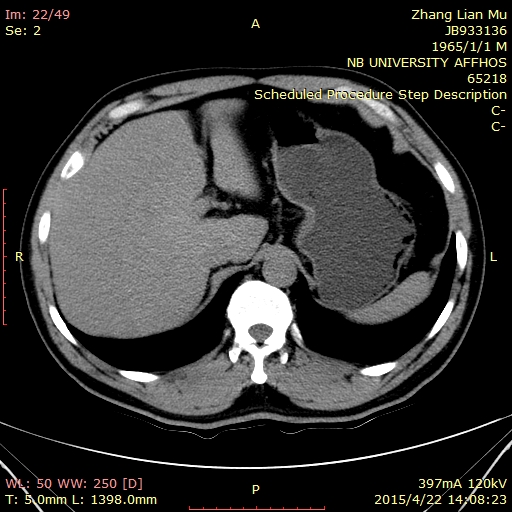 Im: 22/49
Se: 2
A
Zhang Lian Mu
JB933136
1965/1/1 M
NB UNIVERSITY AFFHOS
65218
Scheduled Procedure Step Description
C-
C-
R
L
WL: 50 WW: 250 [D]
T: 5.0mm L: 1398.0mm
P
397mA 120kV
2015/4/22 14:08:23